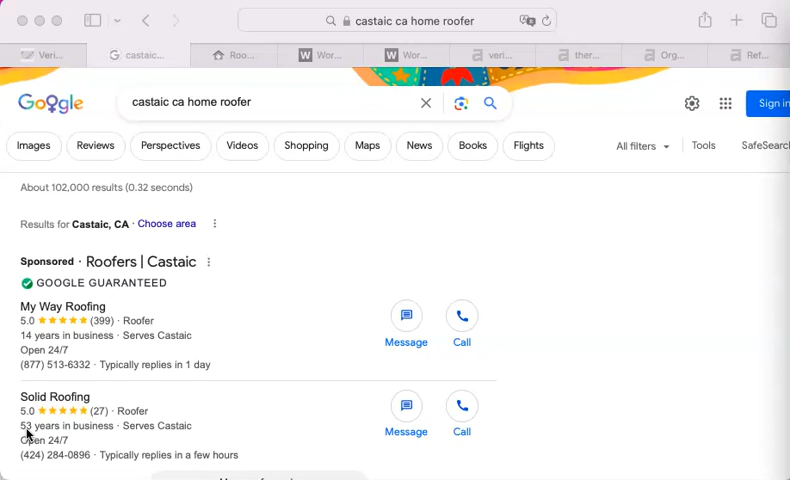 castaic ca home roofer
Veri...
castaic...
Roo...
Wor...
Wor...
veri...
ther...
Org...
Ref...
Google
castaic ca home roofer
Sign in
Images
Reviews
Perspectives
Videos
Shopping
Maps
News
Books
Flights
All filters
Tools
SafeSearc
About 102,000 results (0.32 seconds)
Results for Castaic, CA · Choose area
Sponsored · Roofers | Castaic
GOOGLE GUARANTEED
My Way Roofing
5.0 ★★★★★ (399) · Roofer
14 years in business · Serves Castaic
Open 24/7
(877) 513-6332 · Typically replies in 1 day
Message
Call
Solid Roofing
5.0 ★★★★★ (27) · Roofer
53 years in business · Serves Castaic
Open 24/7
(424) 284-0896 · Typically replies in a few hours
Message
Call